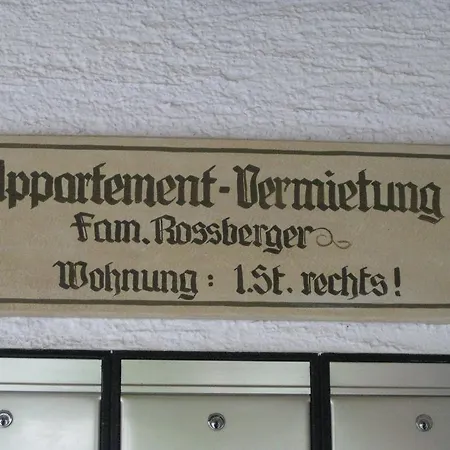 Appartement-Vermietung
Fam. Rossberger
Wohnung: 1.St. rechts!